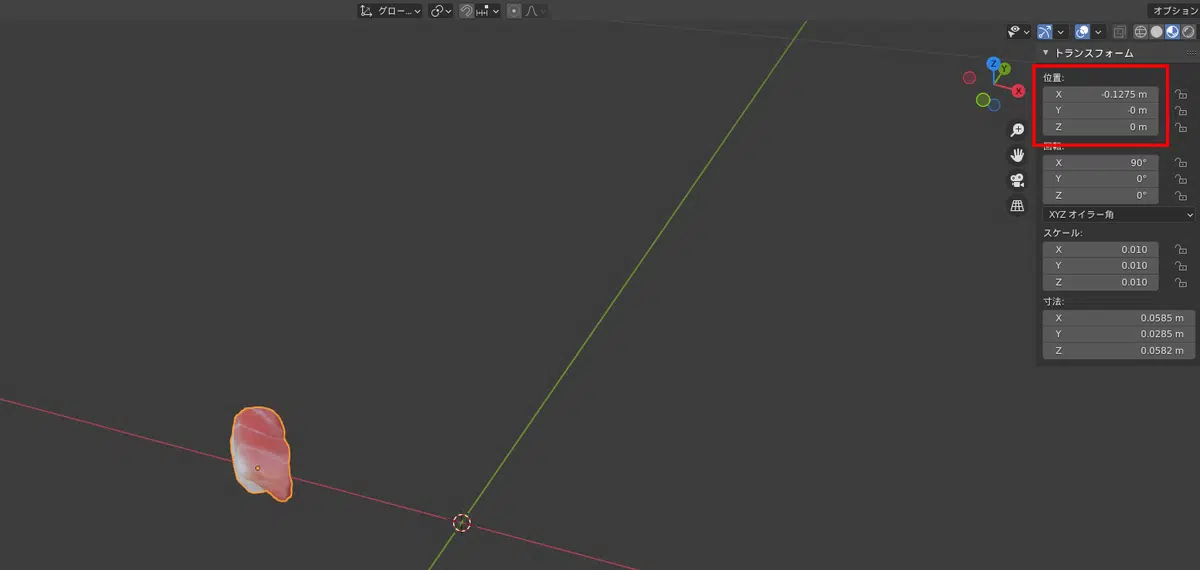 グロー...
オプション
トランスフォーム
位置:
X -0.1275 m
Y -0 m
Z 0 m
X 90°
Y 0°
Z 0°
XYZ オイラー角
スケール:
X 0.010
Y 0.010
Z 0.010
寸法:
X 0.0585 m
Y 0.0285 m
Z 0.0582 m
Z
Y
X